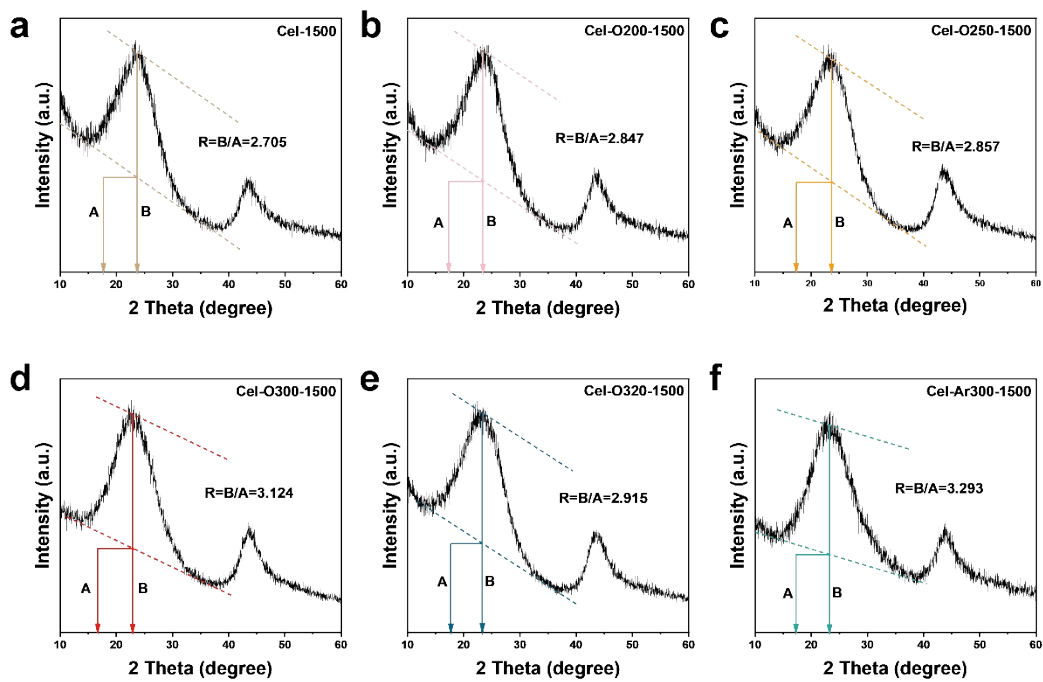 a
Cel-1500
Intensity (a.u.)
R=B/A=2.705
A
B
10 20 30 40 50 60
2 Theta (degree)
b
Cel-O200-1500
Intensity (a.u.)
R=B/A=2.847
A
B
10 20 30 40 50 60
2 Theta (degree)
c
Cel-O250-1500
Intensity (a.u.)
R=B/A=2.857
A
B
10 20 30 40 50 60
2 Theta (degree)
d
Cel-O300-1500
Intensity (a.u.)
R=B/A=3.124
A
B
10 20 30 40 50 60
2 Theta (degree)
e
Cel-O320-1500
Intensity (a.u.)
R=B/A=2.915
A
B
10 20 30 40 50 60
2 Theta (degree)
f
Cel-Ar300-1500
Intensity (a.u.)
R=B/A=3.293
A
B
10 20 30 40 50 60
2 Theta (degree)